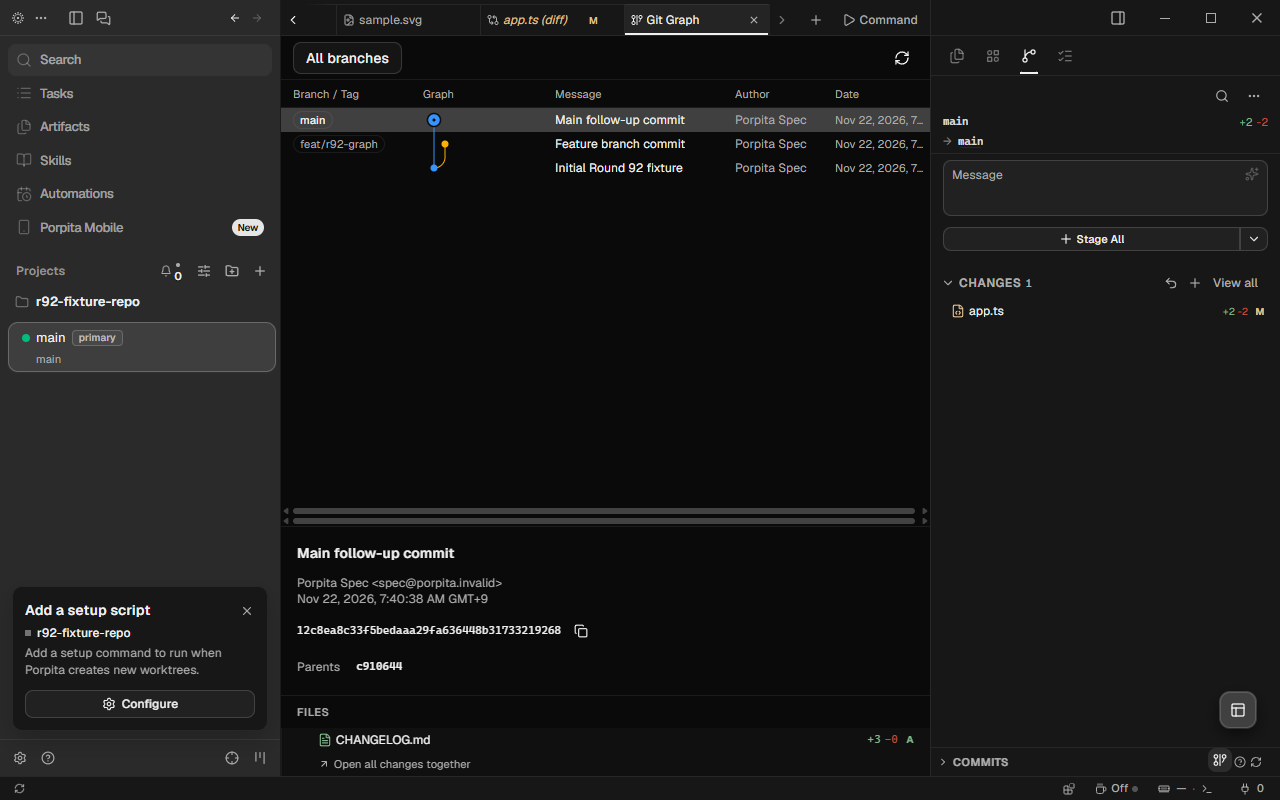 Search
Tasks
Artifacts
Skills
Automations
Porpita Mobile
New
Projects
0
r92-fixture-repo
main
primary
main
Add a setup script
r92-fixture-repo
Add a setup command to run when
Porpita creates new worktrees.
Configure
sample.svg
app.ts (diff)
M
Git Graph
Command
All branches
Branch / Tag Graph Message Author Date
main Main follow-up commit Porpita Spec Nov 22, 2026, 7…
feat/r92-graph Feature branch commit Porpita Spec Nov 22, 2026, 7…
Initial Round 92 fixture Porpita Spec Nov 22, 2026, 7…
Main follow-up commit
Porpita Spec <spec@porpita.invalid>
Nov 22, 2026, 7:40:38 AM GMT+9
12c8ea8c33f5bedaaa29fa636448b31733219268
Parents c910644
FILES
CHANGELOG.md +3 −0 A
Open all changes together
main +2 −2
→ main
Message
Stage All
CHANGES 1
View all
app.ts +2 −2 M
COMMITS
Off
0